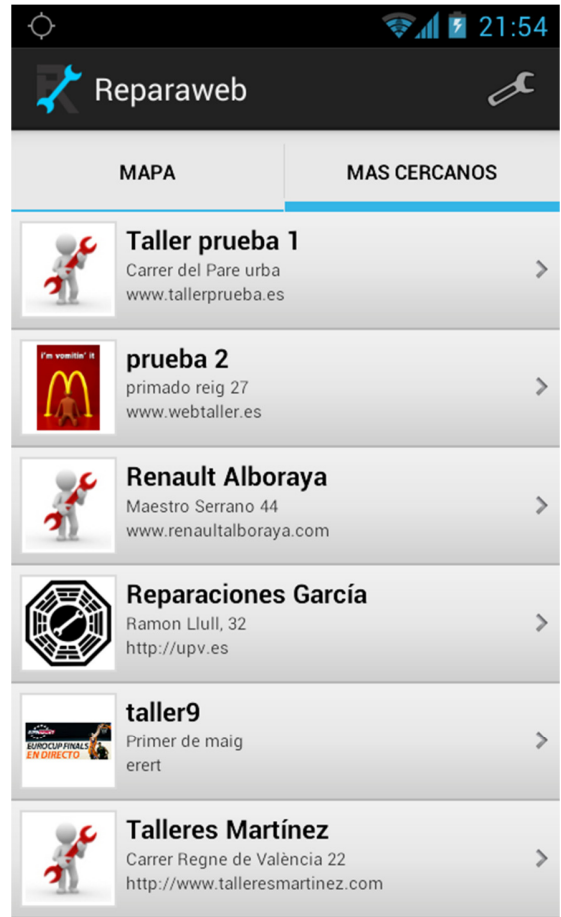 21:54
Reparaweb
MAPA
MAS CERCANOS
Taller prueba 1
Carrer del Pare urba
www.tallerprueba.es
i'm vomitin' it
prueba 2
primado reig 27
www.webtaller.es
Renault Alboraya
Maestro Serrano 44
www.renaultalboraya.com
Reparaciones García
Ramon Llull, 32
http://upv.es
EUROCUP FINALS
EN DIRECTO
taller9
Primer de maig
erert
Talleres Martínez
Carrer Regne de València 22
http://www.talleresmartinez.com